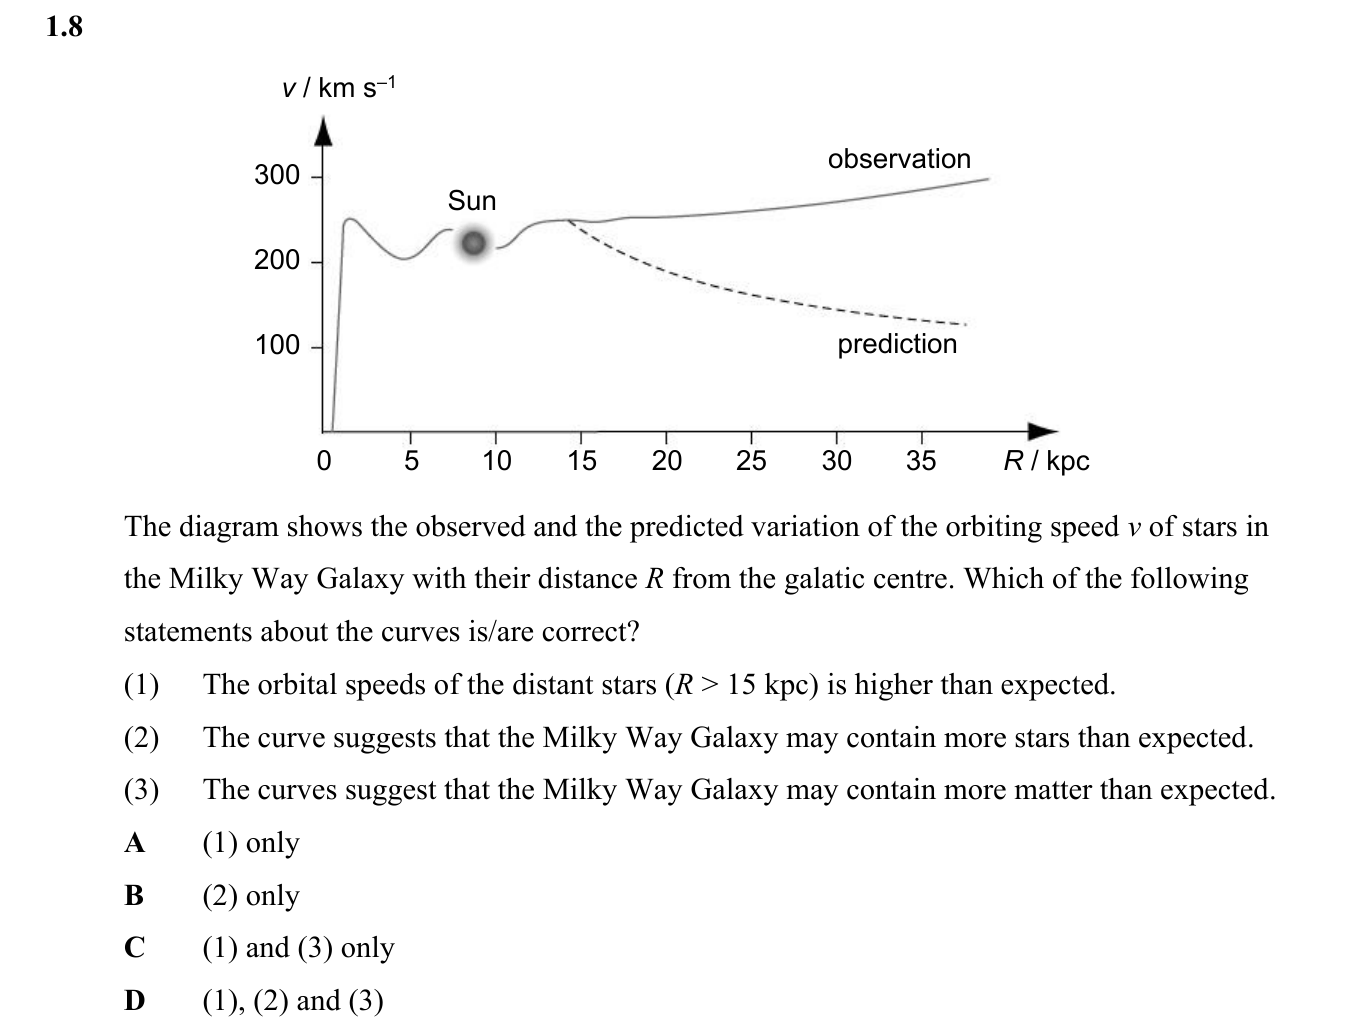 1.8
v / km s⁻¹
observation
300
Sun
200
100
prediction
0 5 10 15 20 25 30 35 R / kpc
The diagram shows the observed and the predicted variation of the orbiting speed v of stars in
the Milky Way Galaxy with their distance R from the galatic centre. Which of the following
statements about the curves is/are correct?
(1) The orbital speeds of the distant stars (R > 15 kpc) is higher than expected.
(2) The curve suggests that the Milky Way Galaxy may contain more stars than expected.
(3) The curves suggest that the Milky Way Galaxy may contain more matter than expected.
A (1) only
B (2) only
C (1) and (3) only
D (1), (2) and (3)